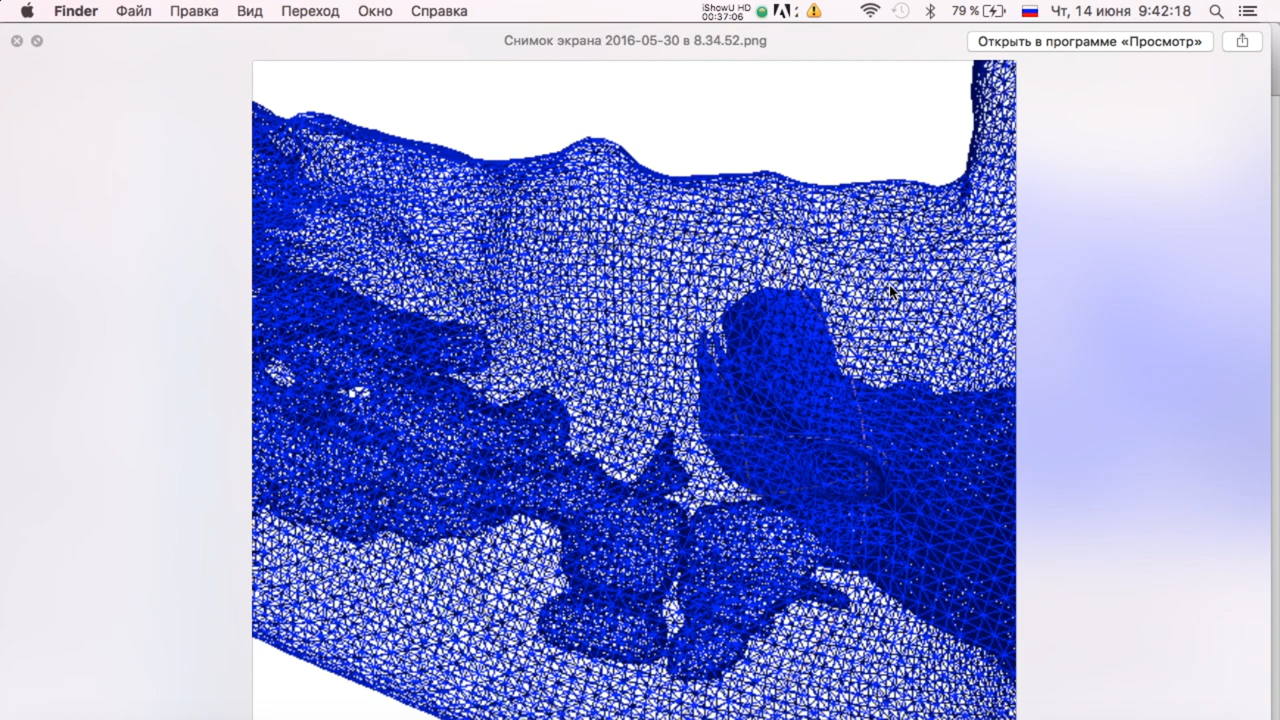 Finder Файл Правка Вид Переход Окно Справка iShowU HD 00:37:06 79 % Чт, 14 июня 9:42:18
Снимок экрана 2016-05-30 в 8.34.52.png Открыть в программе «Просмотр»